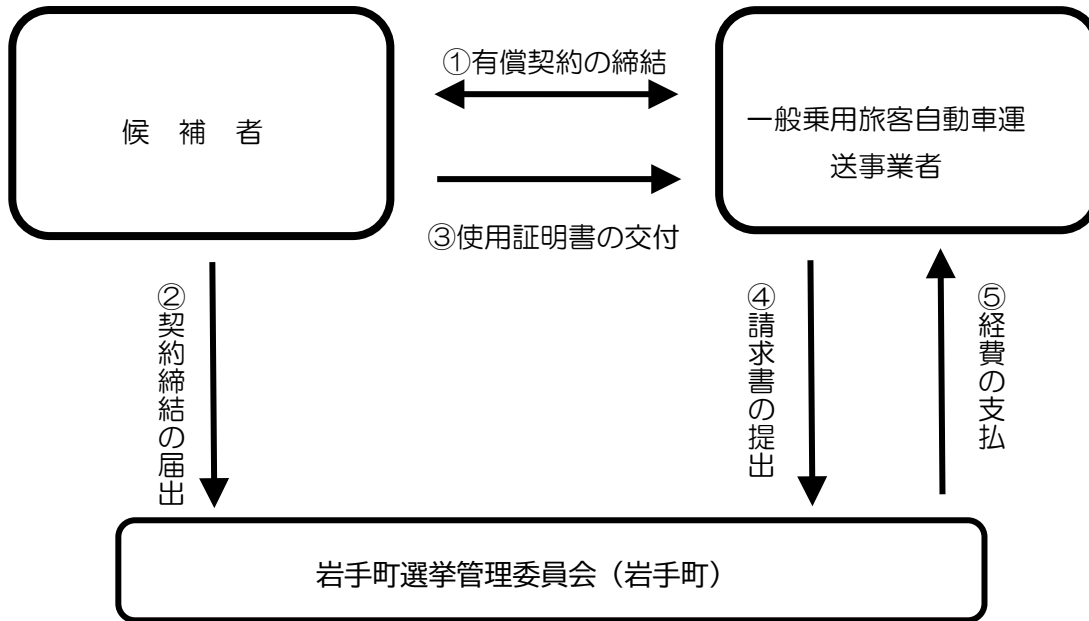 ①有償契約の締結
候　補　者
一般乗用旅客自動車運
送事業者
③使用証明書の交付
②契約締結の届出
④請求書の提出
⑤経費の支払
岩手町選挙管理委員会（岩手町）